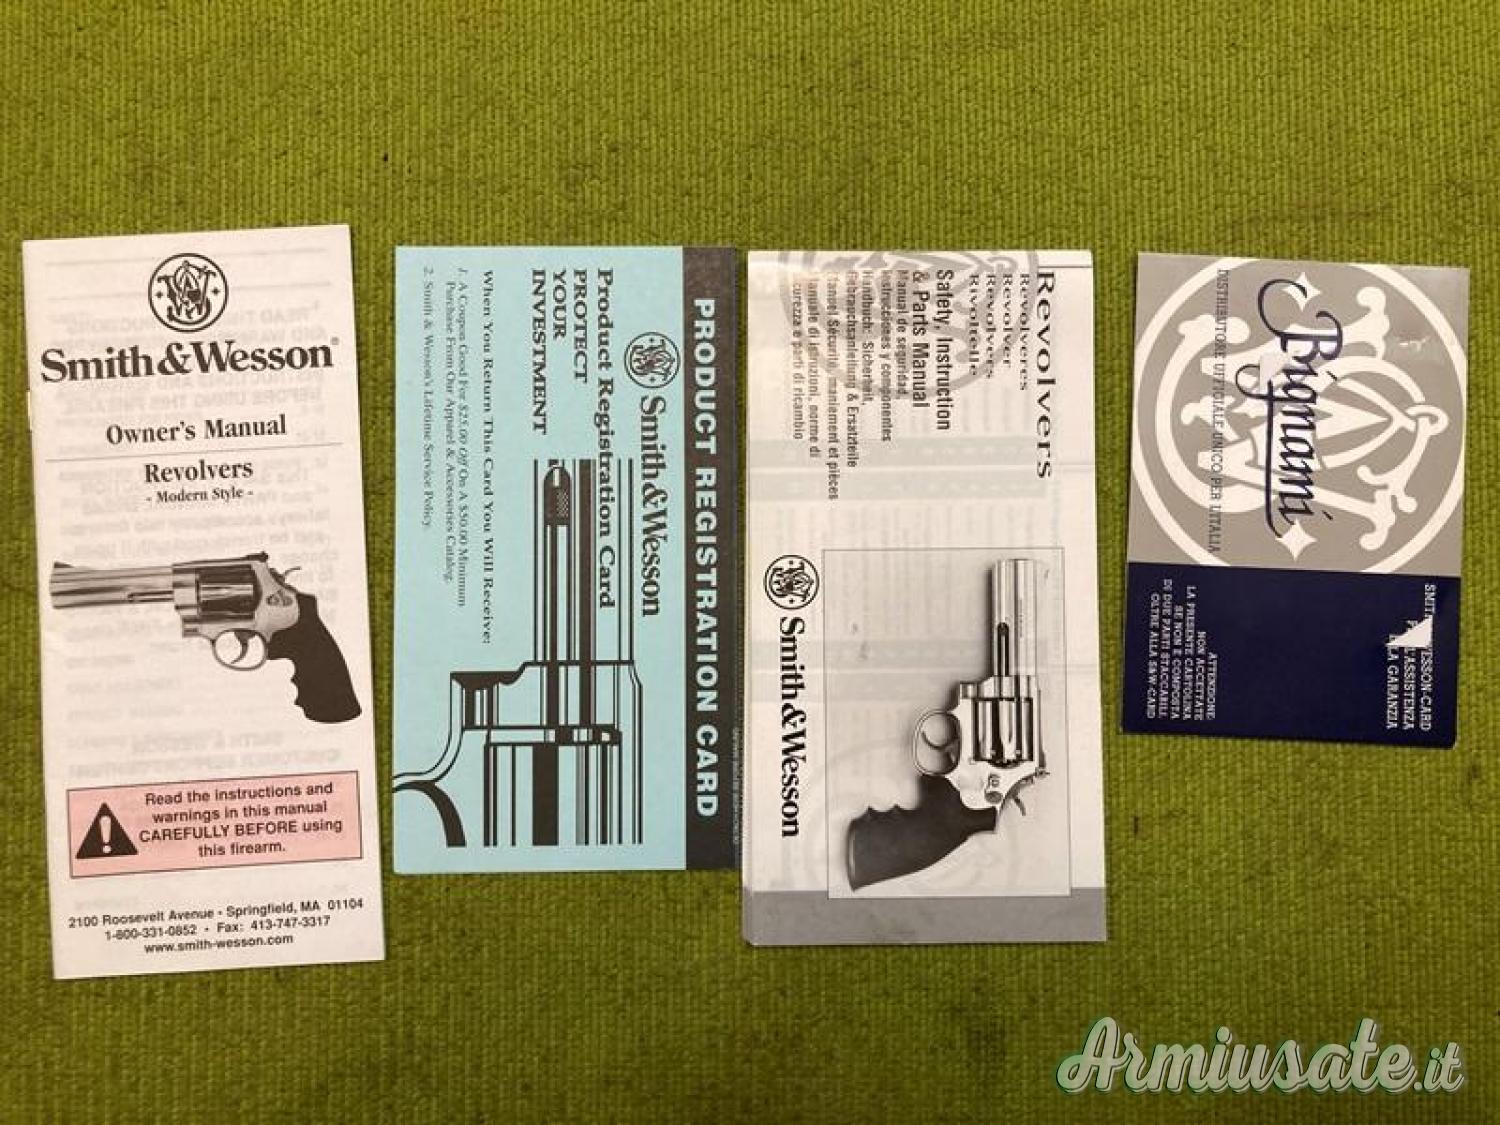 Smith & Wesson®
Owner's Manual
Revolvers
- Modern Style -
Read the instructions and
warnings in this manual
CAREFULLY BEFORE using
this firearm.
2100 Roosevelt Avenue • Springfield, MA 01104
1-800-331-0852 • Fax: 413-747-3317
www.smith-wesson.com
PRODUCT REGISTRATION CARD
Smith & Wesson
Product Registration Card
PROTECT
YOUR
INVESTMENT
When You Return This Card You Will Receive:
1. A Coupon Good For $25.00 Off On A $50.00 Minimum
Purchase From Our Apparel & Accessories Catalog.
2. Smith & Wesson's Lifetime Service Policy.
Revolvers
Revolveres
Revolver
Revolvers
Rivoltelle
Safety, Instruction
& Parts Manual
Manual de seguridad,
instrucciones y componentes
Handbuch: Sicherheit,
Gebrauchsanleitung & Ersatzteile
Sécurité, maniement et pièces
Manuale di istruzioni, norme di
sicurezza e parti di ricambio
Smith & Wesson
Bignami
DISTRIBUTORE UFFICIALE UNICO PER L'ITALIA
WESSON-CARD
L'ASSISTENZA
LA GARANZIA
ATTENZIONE:
NON ACCETTATE
LA PRESENTE CARTOLINA
SE NON È COMPOSTA
DI DUE PARTI STACCABILI,
OLTRE ALLA S&W-CARD
Armiusate.it